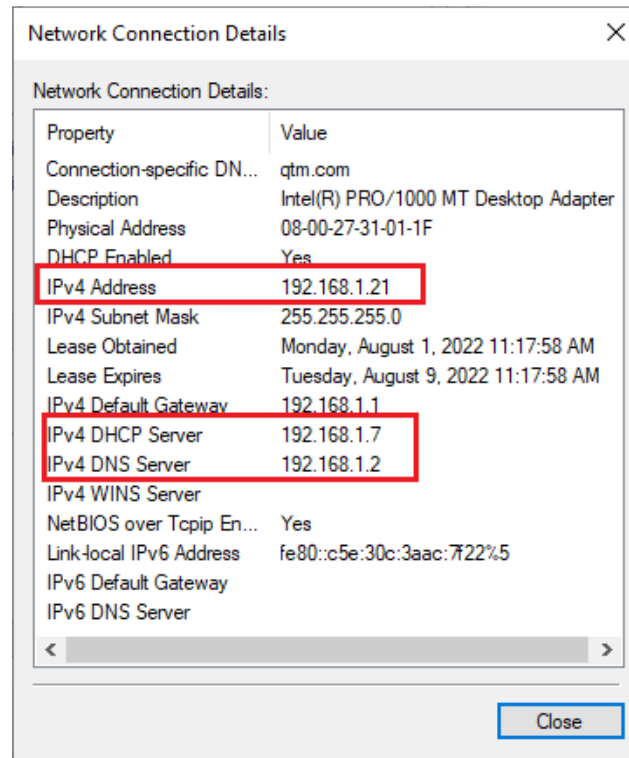 Network Connection Details
Network Connection Details:
Property Value
Connection-specific DN... qtm.com
Description Intel(R) PRO/1000 MT Desktop Adapter
Physical Address 08-00-27-31-01-1F
DHCP Enabled Yes
IPv4 Address 192.168.1.21
IPv4 Subnet Mask 255.255.255.0
Lease Obtained Monday, August 1, 2022 11:17:58 AM
Lease Expires Tuesday, August 9, 2022 11:17:58 AM
IPv4 Default Gateway 192.168.1.1
IPv4 DHCP Server 192.168.1.7
IPv4 DNS Server 192.168.1.2
IPv4 WINS Server
NetBIOS over Tcpip En... Yes
Link-local IPv6 Address fe80::c5e:30c:3aac:7f22%5
IPv6 Default Gateway
IPv6 DNS Server
Close